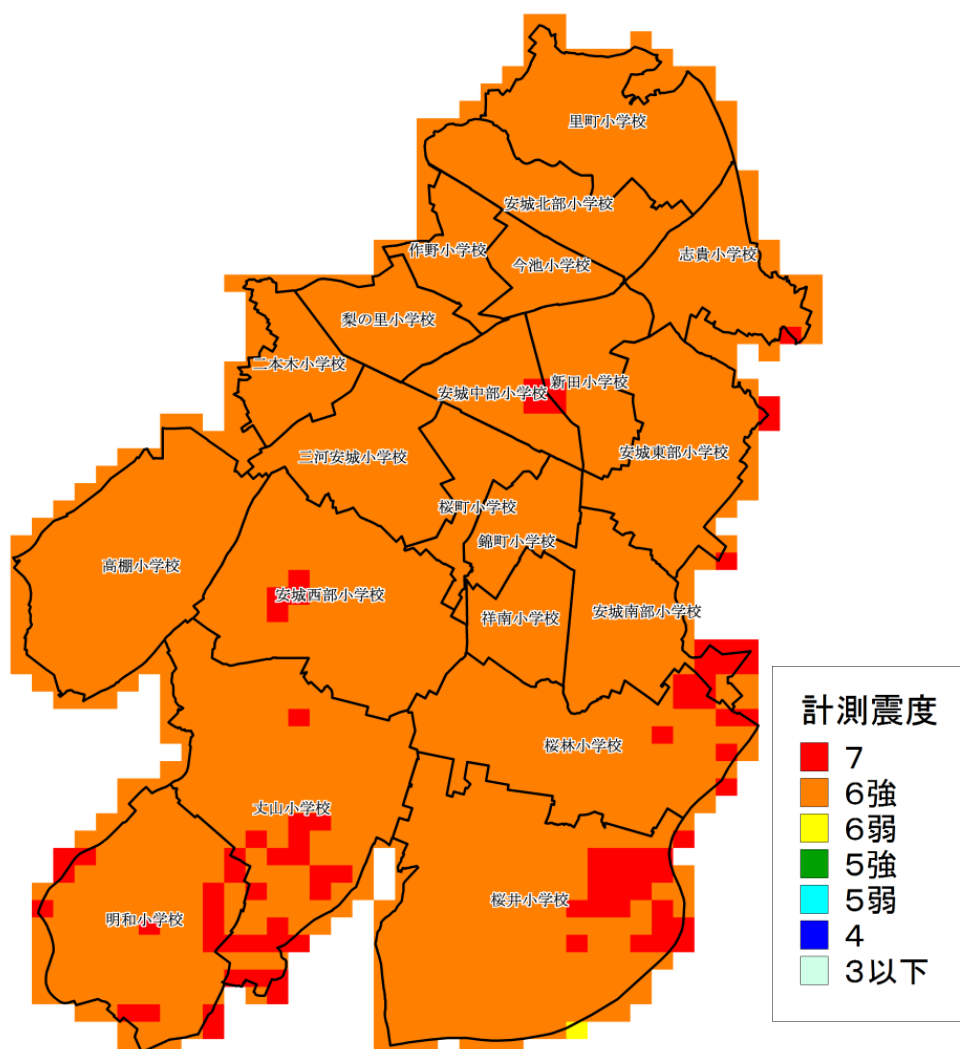 里町小学校
安城北部小学校
作野小学校
今池小学校
志貴小学校
梨の里小学校
二本木小学校
安城中部小学校
新田小学校
三河安城小学校
安城東部小学校
桜町小学校
錦町小学校
高棚小学校
安城西部小学校
祥南小学校
安城南部小学校
桜林小学校
丈山小学校
桜井小学校
明和小学校
計測震度
7
6強
6弱
5強
5弱
4
3以下